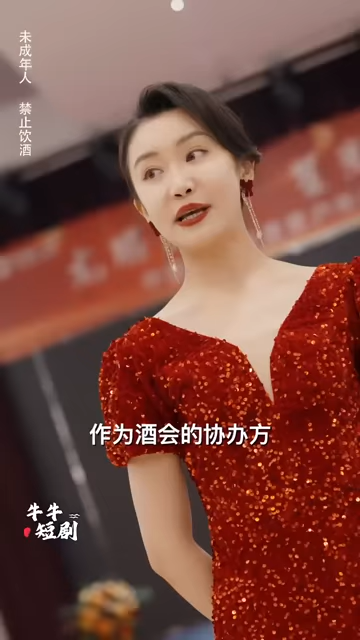 未成年人 禁止饮酒
作为酒会的协办方
牛牛
短剧